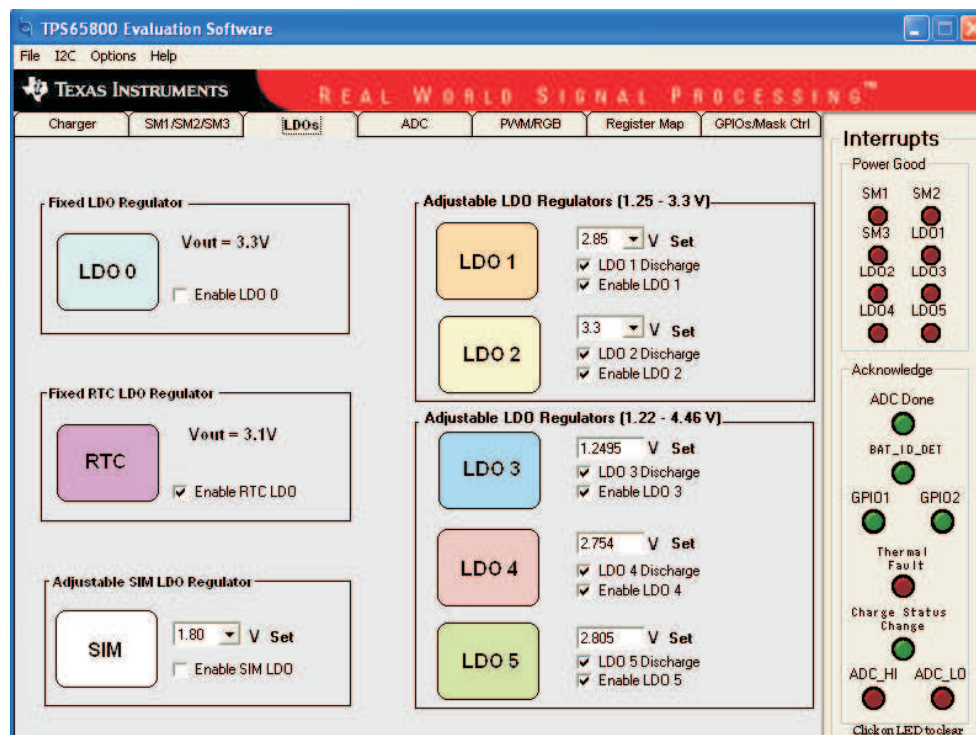 TPS65800 Evaluation Software
File I2C Options Help
TEXAS INSTRUMENTS
REAL WORLD SIGNAL PROCESSING™
Charger SM1/SM2/SM3 LDOs ADC PWM/RGB Register Map GPIOs/Mask Ctrl
Fixed LDO Regulator
LDO 0
Vout = 3.3V
Enable LDO 0
Fixed RTC LDO Regulator
RTC
Vout = 3.1V
Enable RTC LDO
Adjustable SIM LDO Regulator
SIM
1.80 V Set
Enable SIM LDO
Adjustable LDO Regulators (1.25 - 3.3 V)
LDO 1
2.85 V Set
LDO 1 Discharge
Enable LDO 1
LDO 2
3.3 V Set
LDO 2 Discharge
Enable LDO 2
Adjustable LDO Regulators (1.22 - 4.46 V)
LDO 3
1.2495 V Set
LDO 3 Discharge
Enable LDO 3
LDO 4
2.754 V Set
LDO 4 Discharge
Enable LDO 4
LDO 5
2.805 V Set
LDO 5 Discharge
Enable LDO 5
Interrupts
Power Good
SM1 SM2
SM3 LDO1
LDO2 LDO3
LDO4 LDO5
Acknowledge
ADC Done
BAT_ID_DET
GPIO1 GPIO2
Thermal
Fault
Charge Status
Change
ADC_HI ADC_LO
Click on LED to clear